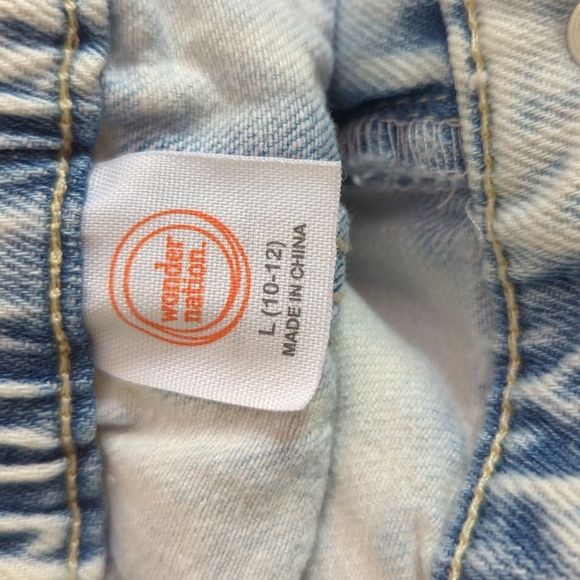 wonder
nation.
L (10-12)
MADE IN CHINA